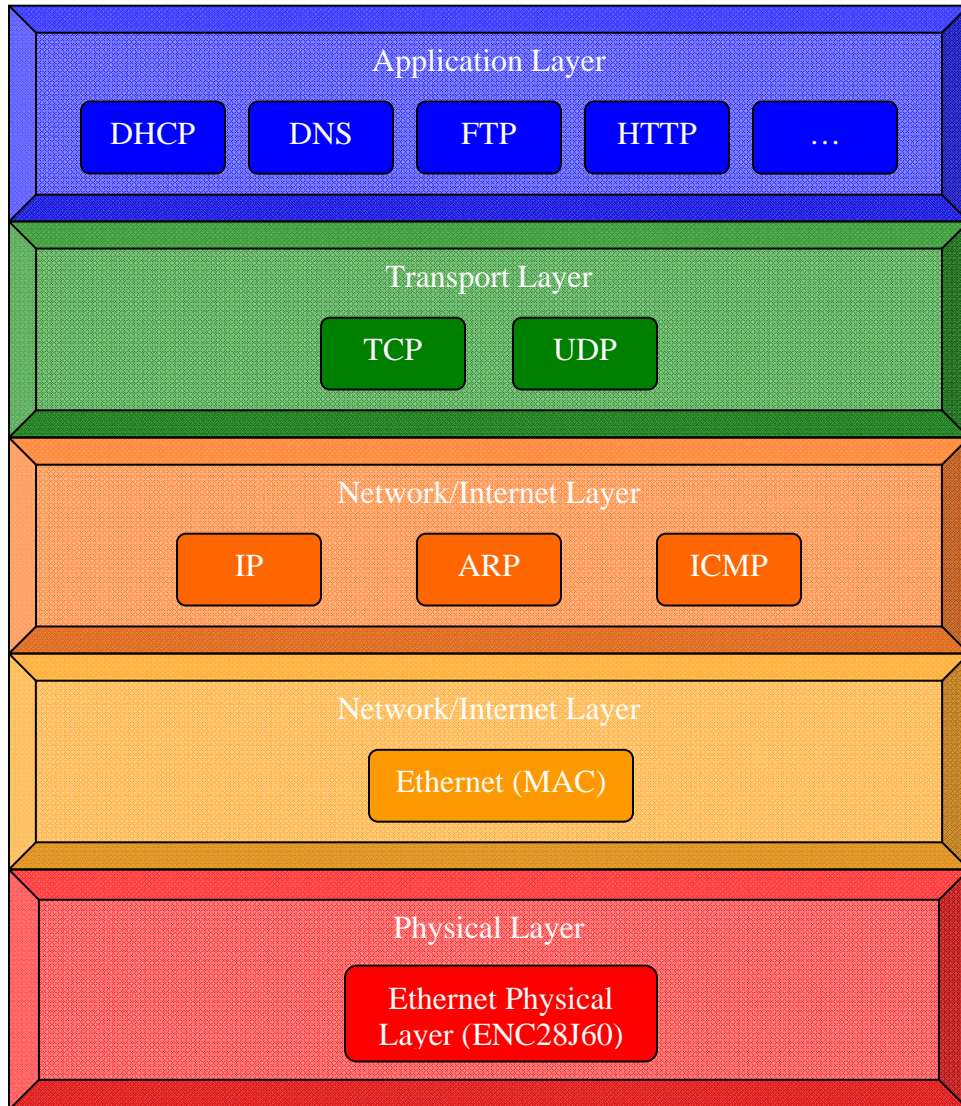 Application Layer
DHCP
DNS
FTP
HTTP
…
Transport Layer
TCP
UDP
Network/Internet Layer
IP
ARP
ICMP
Network/Internet Layer
Ethernet (MAC)
Physical Layer
Ethernet Physical
Layer (ENC28J60)